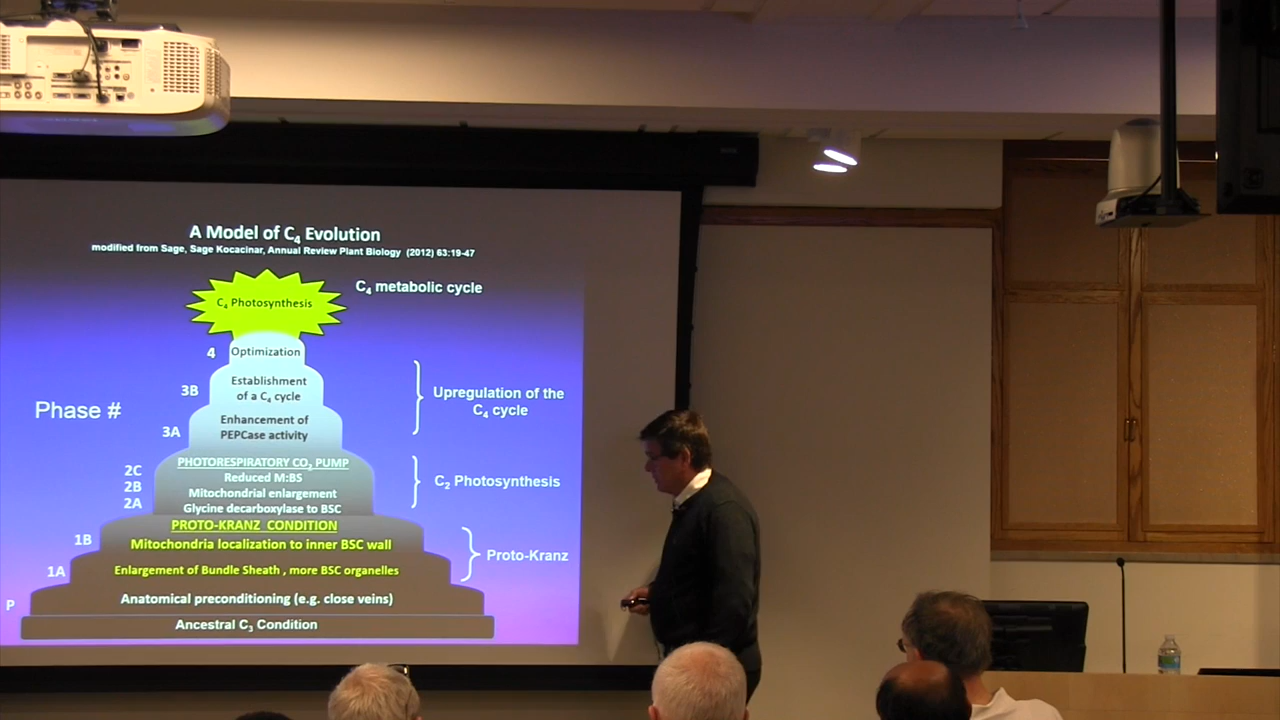 A Model of C4 Evolution
modified from Sage, Sage Kocacinar, Annual Review Plant Biology (2012) 63:19-47
C4 Photosynthesis
C4 metabolic cycle
4 Optimization
3B Establishment
of a C4 cycle
Upregulation of the
C4 cycle
Phase #
3A Enhancement of
PEPCase activity
PHOTORESPIRATORY CO2 PUMP
2C Reduced M:BS
2B Mitochondrial enlargement
2A Glycine decarboxylase to BSC
C2 Photosynthesis
PROTO-KRANZ CONDITION
1B Mitochondria localization to inner BSC wall
Proto-Kranz
1A Enlargement of Bundle Sheath , more BSC organelles
P Anatomical preconditioning (e.g. close veins)
Ancestral C3 Condition